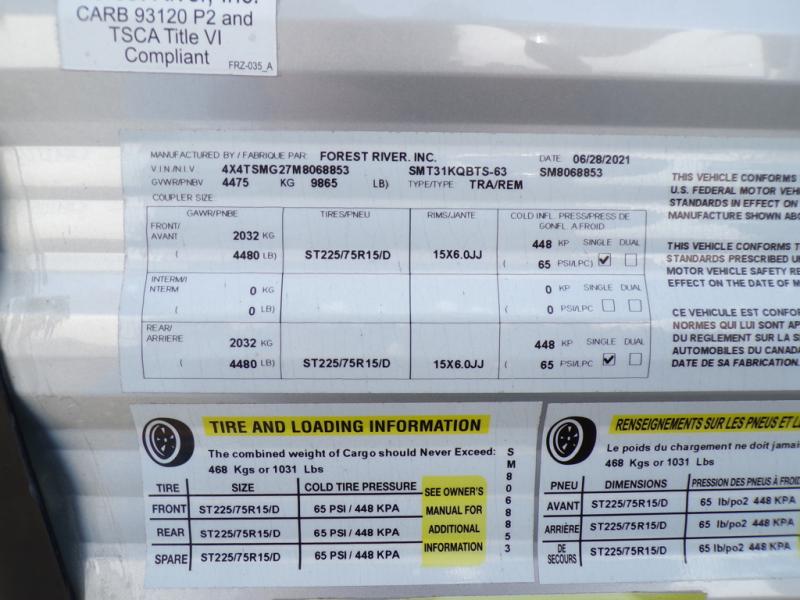 CARB 93120 P2 and
TSCA Title VI
Compliant
FRZ-035_A
MANUFACTURED BY / FABRIQUE PAR: FOREST RIVER, INC. DATE: 06/28/2021
V.I.N./N.I.V. 4X4TSMG27M8068853 SMT31KQBTS-63 SM8068853
GVWR/PNBV 4475 KG 9865 LB) TYPE/TYPE: TRA/REM
COUPLER SIZE:
GAWR/PNBE TIRES/PNEU RIMS/JANTE COLD INFL. PRESS/PRESS DE
GONFL. A FROID
FRONT/
AVANT 2032 KG 448 KP SINGLE DUAL
( 4480 LB) ST225/75R15/D 15X6.0JJ ( 65 PSI/LPC)
INTERM/I
NTERM 0 KG 0 KP SINGLE DUAL
( 0 LB) ( 0 PSI/LPC
REAR/
ARRIERE 2032 KG 448 KP SINGLE DUAL
( 4480 LB) ST225/75R15/D 15X6.0JJ ( 65 PSI/LPC
THIS VEHICLE CONFORMS
U.S. FEDERAL MOTOR VEH
STANDARDS IN EFFECT ON
MANUFACTURE SHOWN ABO
THIS VEHICLE CONFORMS T
STANDARDS PRESCRIBED U
MOTOR VEHICLE SAFETY RE
EFFECT ON THE DATE OF M
CE VEHICULE EST CONFO
NORMES QUI LUI SONT AP
DU REGLEMENT SUR LA S
AUTOMOBILES DU CANADA
DATE DE SA FABRICATION.
TIRE AND LOADING INFORMATION
The combined weight of Cargo should Never Exceed:
468 Kgs or 1031 Lbs
TIRE SIZE COLD TIRE PRESSURE
FRONT ST225/75R15/D 65 PSI / 448 KPA
REAR ST225/75R15/D 65 PSI / 448 KPA
SPARE ST225/75R15/D 65 PSI / 448 KPA
SEE OWNER'S
MANUAL FOR
ADDITIONAL
INFORMATION
SM8068853
RENSEIGNEMENTS SUR LES PNEUS ET L
Le poids du chargement ne doit jamai
468 Kgs or 1031 Lbs
PNEU DIMENSIONS PRESSION DES PNEUS À FROID
AVANT ST225/75R15/D 65 lb/po2 448 KPA
ARRIÈRE ST225/75R15/D 65 lb/po2 448 KPA
DE
SECOURS ST225/75R15/D 65 lb/po2 448 KPA